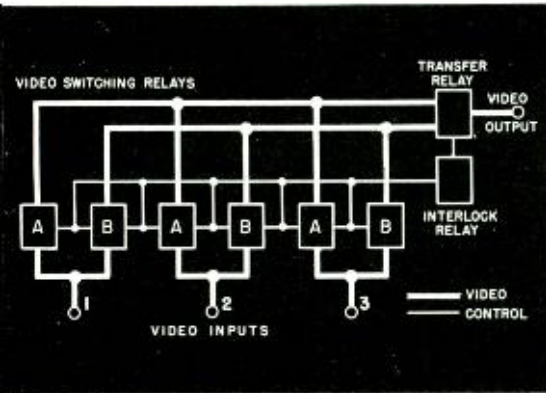 TRANSFER
RELAY
VIDEO SWITCHING RELAYS
VIDEO
OUTPUT
A B A B A B
INTERLOCK
RELAY
1 2 3
VIDEO INPUTS
VIDEO
CONTROL